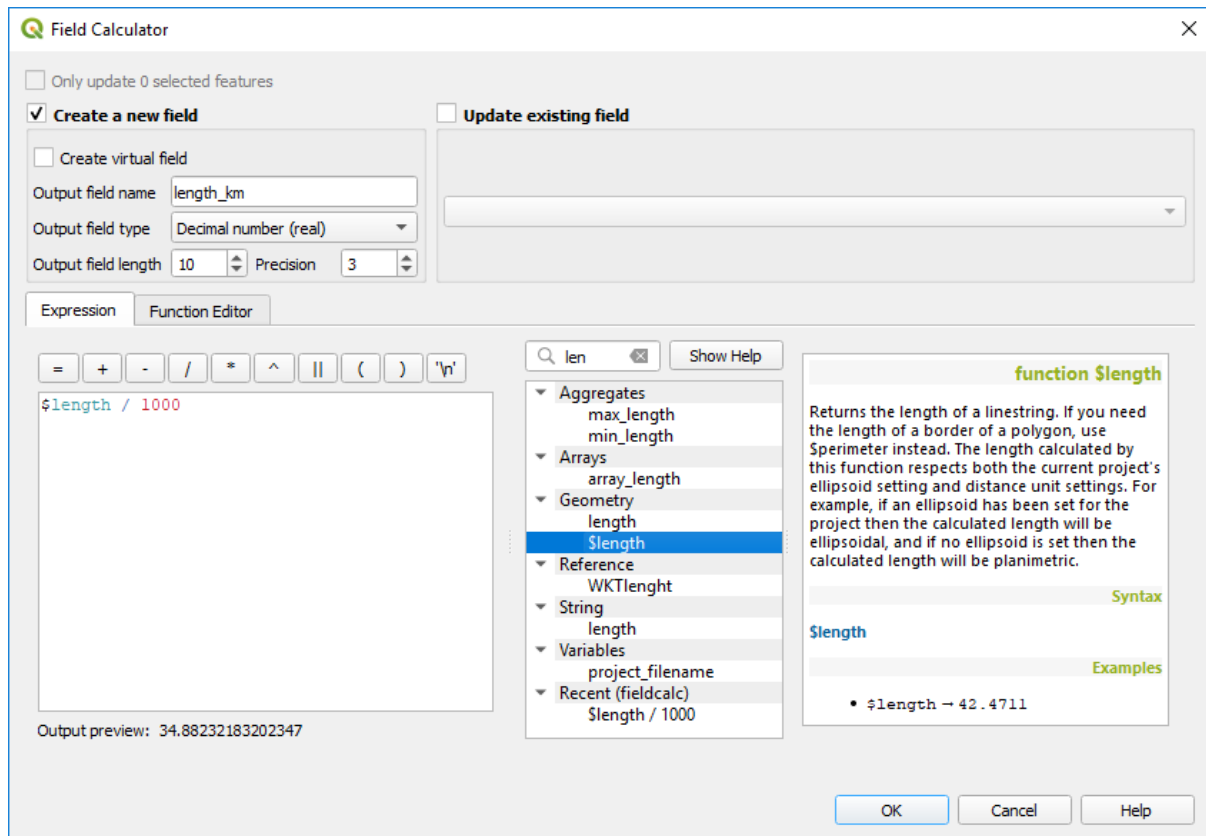 Field Calculator
Only update 0 selected features
Create a new field
Update existing field
Create virtual field
Output field name length_km
Output field type Decimal number (real)
Output field length 10 Precision 3
Expression Function Editor
= + - / * ^ || ( ) '\n'
$length / 1000
Output preview: 34.88232183202347
len Show Help
Aggregates
max_length
min_length
Arrays
array_length
Geometry
length
$length
Reference
WKTlenght
String
length
Variables
project_filename
Recent (fieldcalc)
$length / 1000
function $length
Returns the length of a linestring. If you need
the length of a border of a polygon, use
$perimeter instead. The length calculated by
this function respects both the current project's
ellipsoid setting and distance unit settings. For
example, if an ellipsoid has been set for the
project then the calculated length will be
ellipsoidal, and if no ellipsoid is set then the
calculated length will be planimetric.
Syntax
$length
Examples
• $length → 42.4711
OK Cancel Help